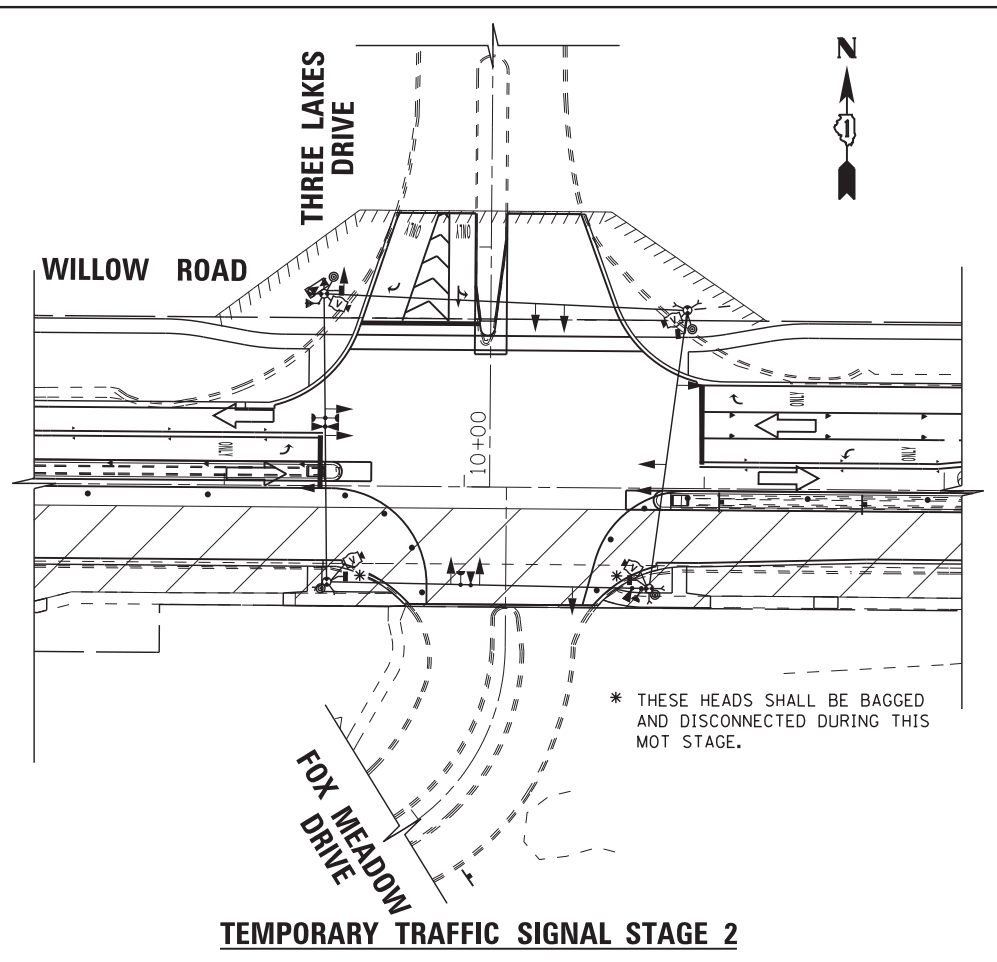 THREE LAKES
DRIVE
N
1
WILLOW ROAD
ONLY
ONLY
10+00
ONLY
ONLY
ONLY
* THESE HEADS SHALL BE BAGGED
AND DISCONNECTED DURING THIS
MOT STAGE.
FOX MEADOW
DRIVE
TEMPORARY TRAFFIC SIGNAL STAGE 2